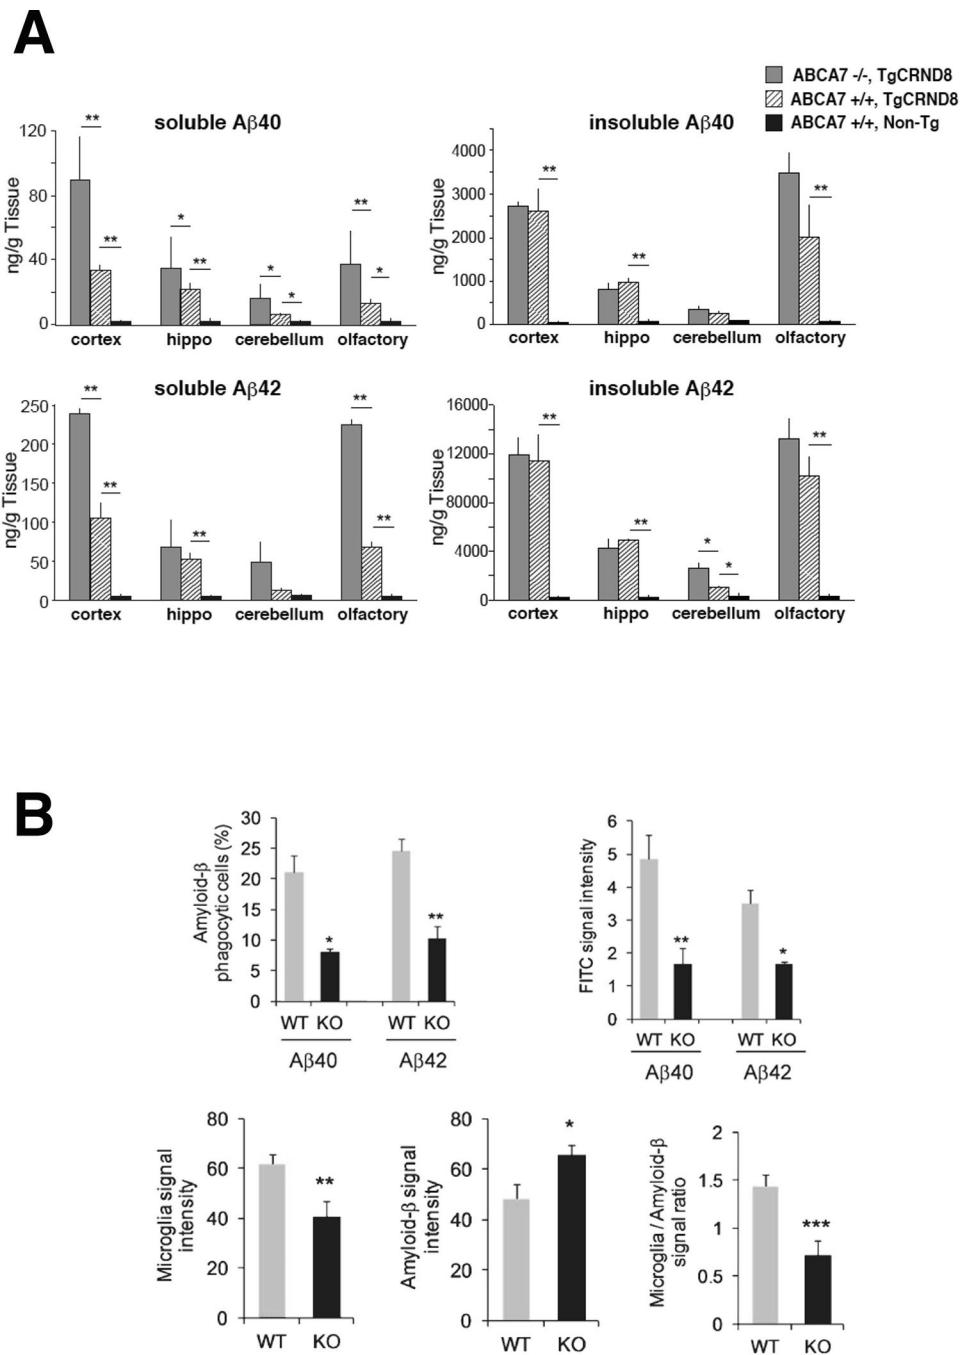 A
ABCA7 -/-, TgCRND8
ABCA7 +/+, TgCRND8
ABCA7 +/+, Non-Tg
soluble Aβ40
ng/g Tissue
120
80
40
0
**
**
*
**
*
*
**
*
cortex hippo cerebellum olfactory
insoluble Aβ40
ng/g Tissue
4000
3000
2000
1000
0
**
**
**
cortex hippo cerebellum olfactory
soluble Aβ42
ng/g Tissue
250
200
150
100
50
0
**
**
**
**
**
cortex hippo cerebellum olfactory
insoluble Aβ42
ng/g Tissue
16000
12000
80000
4000
0
**
**
*
*
**
cortex hippo cerebellum olfactory
B
Amyloid-β
phagocytic cells (%)
30
25
20
15
10
5
0
*
**
WT KO WT KO
Aβ40 Aβ42
FITC signal intensity
6
5
4
3
2
1
0
**
*
WT KO WT KO
Aβ40 Aβ42
Microglia signal
intensity
80
60
40
20
0
**
WT KO
Amyloid-β signal
intensity
80
60
40
20
0
*
WT KO
Microglia / Amyloid-β
signal ratio
2
1.5
1
0.5
0
***
WT KO